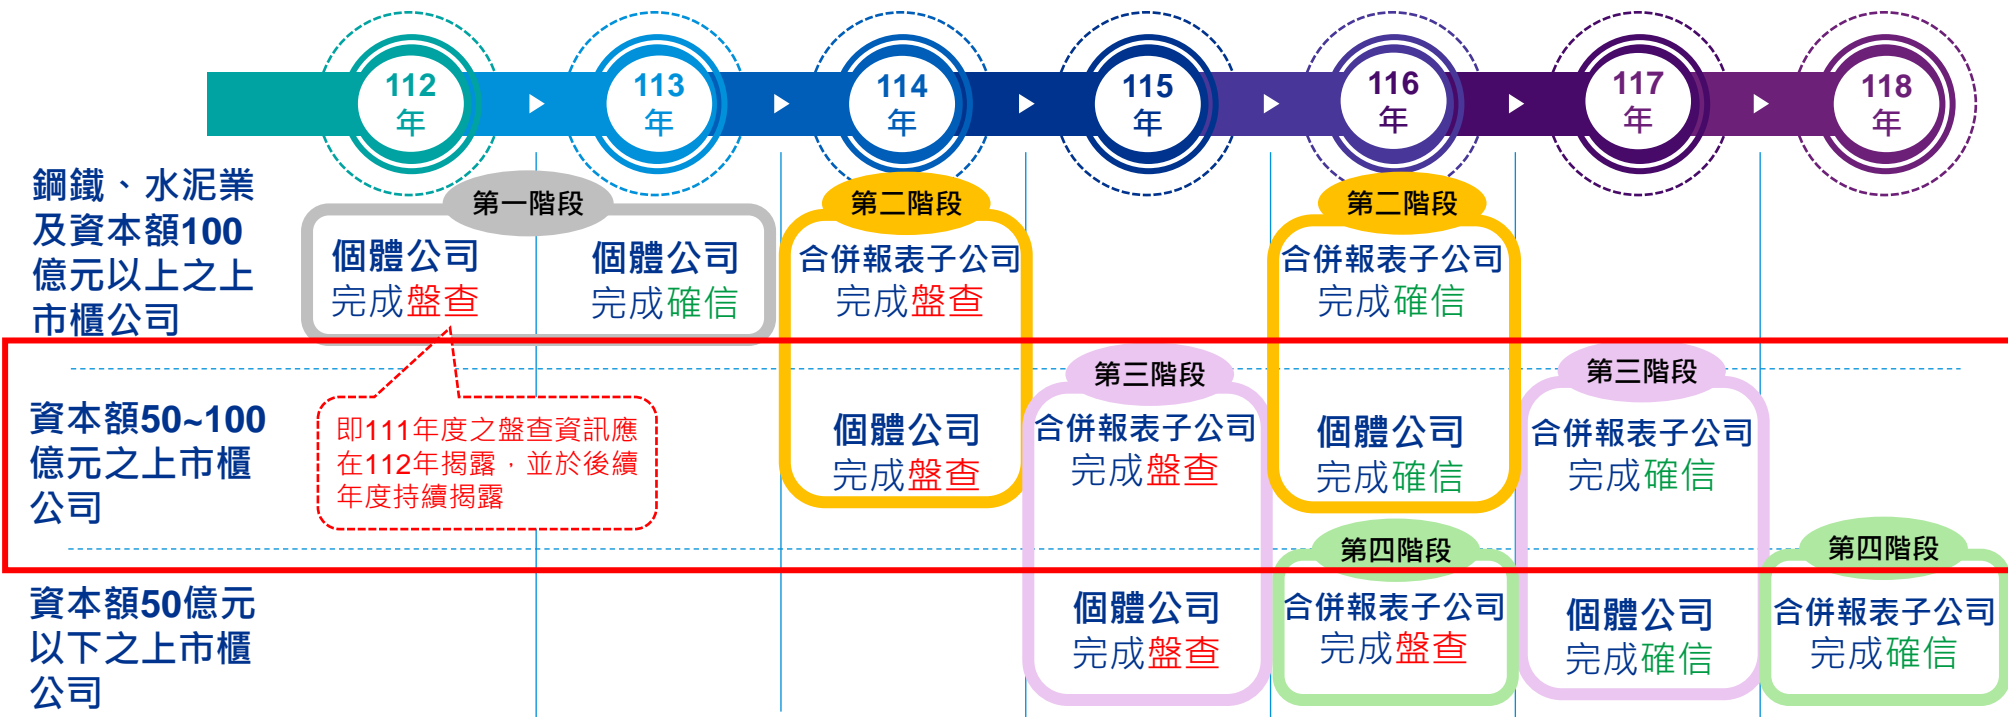 112
年
113
年
114
年
115
年
116
年
117
年
118
年
鋼鐵、水泥業
及資本額100
億元以上之上
市櫃公司
第一階段
個體公司
完成盤查
個體公司
完成確信
第二階段
合併報表子公司
完成盤查
第二階段
合併報表子公司
完成確信
資本額50~100
億元之上市櫃
公司
即111年度之盤查資訊應
在112年揭露，並於後續
年度持續揭露
個體公司
完成盤查
第三階段
合併報表子公司
完成盤查
個體公司
完成確信
第三階段
合併報表子公司
完成確信
資本額50億元
以下之上市櫃
公司
個體公司
完成盤查
第四階段
合併報表子公司
完成盤查
個體公司
完成確信
第四階段
合併報表子公司
完成確信